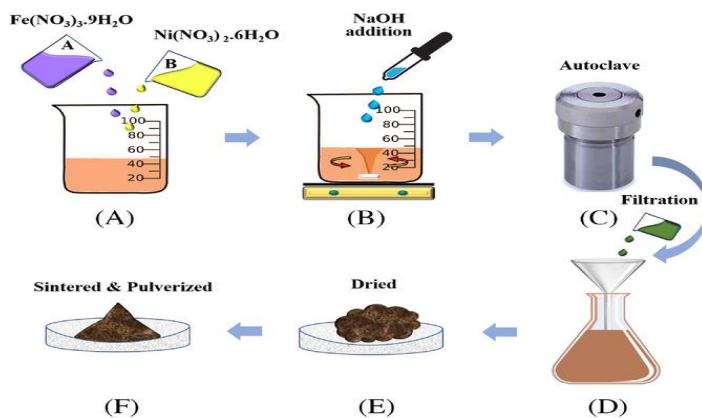 Fe(NO₃)₃.9H₂O
A
Ni(NO₃)₂.6H₂O
B
100
80
60
40
20
(A)
NaOH
addition
100
80
60
40
20
(B)
Autoclave
(C)
Filtration
(D)
Dried
(E)
Sintered & Pulverized
(F)